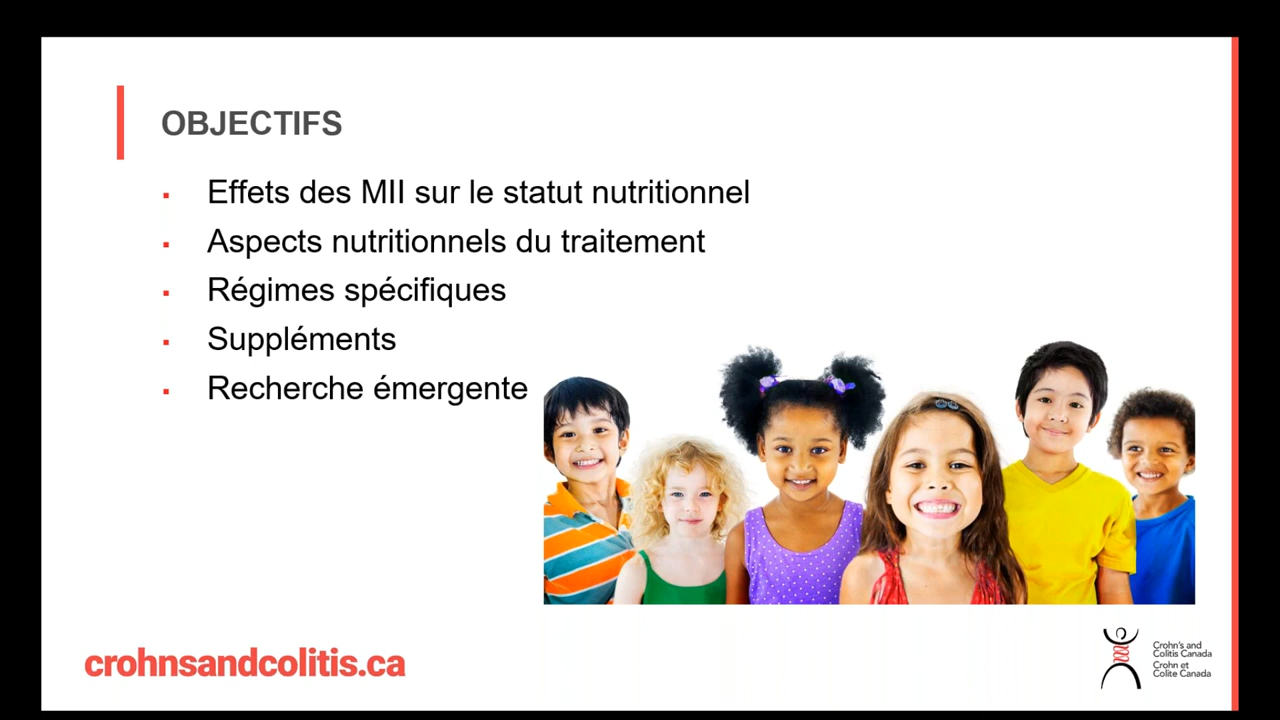 OBJECTIFS
▪ Effets des MII sur le statut nutritionnel
▪ Aspects nutritionnels du traitement
▪ Régimes spécifiques
▪ Suppléments
▪ Recherche émergente
crohnsandcolitis.ca
Crohn's and
Colitis Canada
Crohn et
Colite Canada